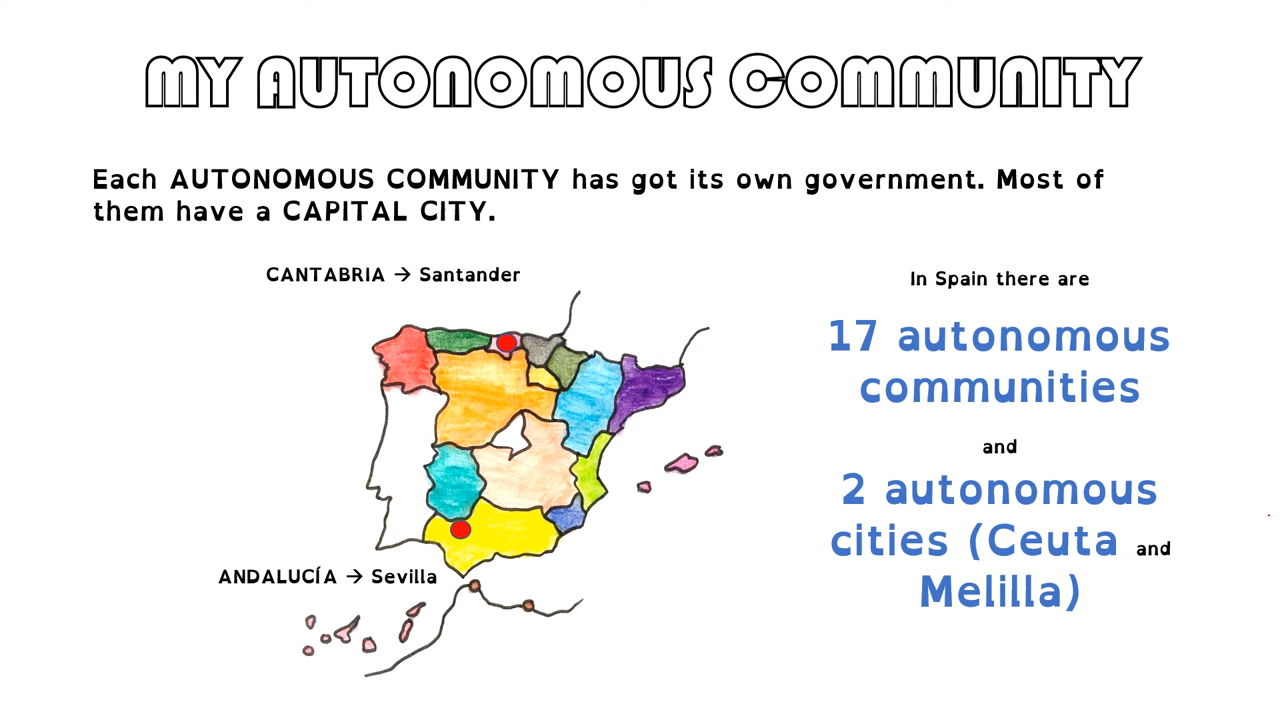 MY AUTONOMOUS COMMUNITY
Each AUTONOMOUS COMMUNITY has got its own government. Most of
them have a CAPITAL CITY.
CANTABRIA → Santander
In Spain there are
17 autonomous
communities
and
2 autonomous
cities (Ceuta and
Melilla)
ANDALUCÍA → Sevilla